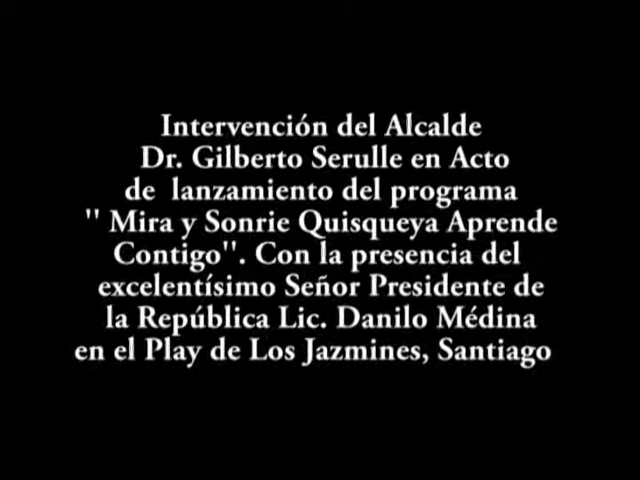 Intervención del Alcalde
Dr. Gilberto Serulle en Acto
de lanzamiento del programa
" Mira y Sonrie Quisqueya Aprende
Contigo". Con la presencia del
excelentísimo Señor Presidente de
la República Lic. Danilo Médina
en el Play de Los Jazmines, Santiago